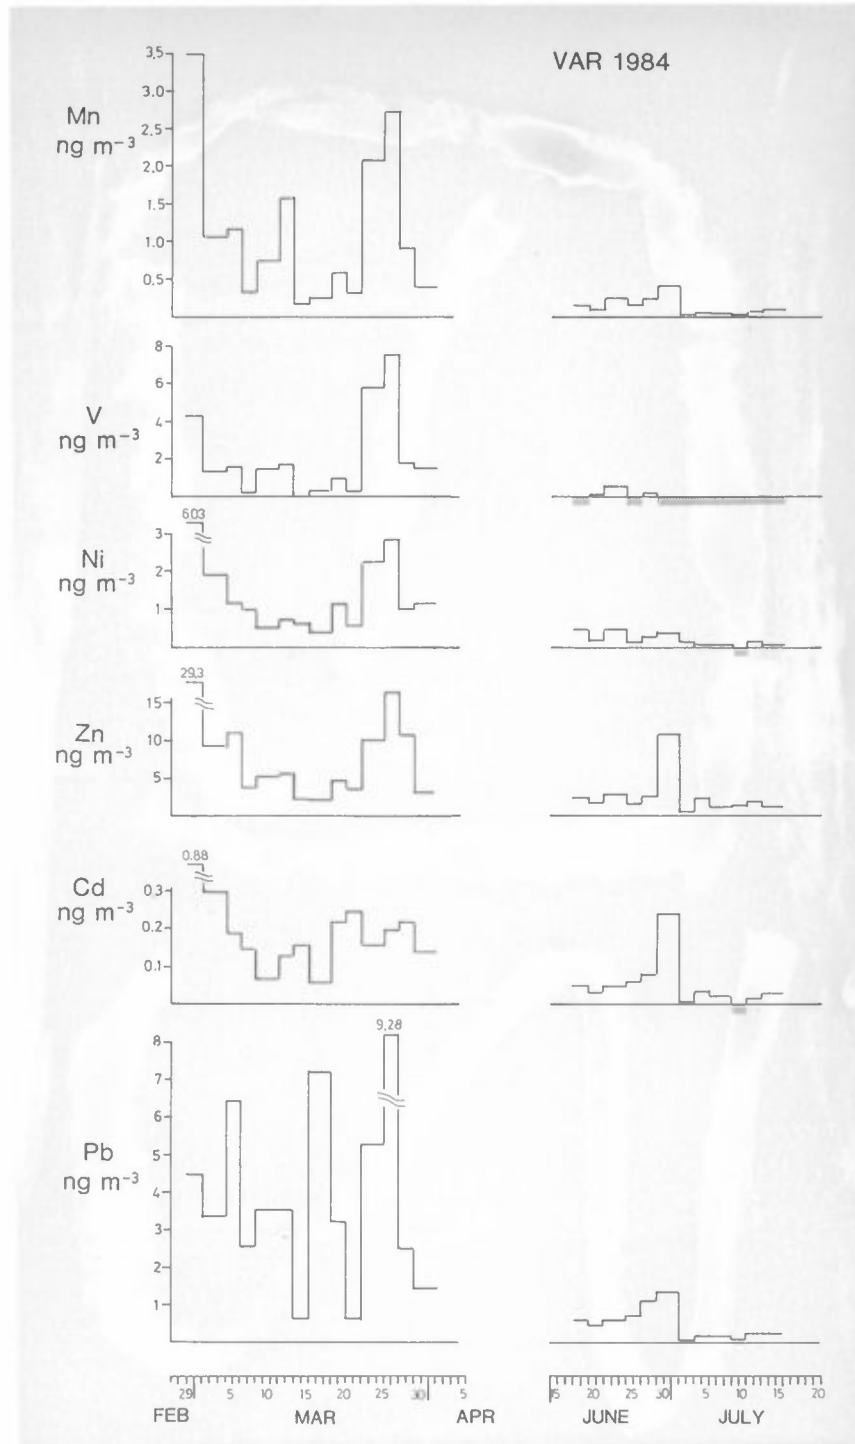 VAR 1984
Mn
ng m⁻³
3,5
3.0
2.5
2.0
1.5
1.0
0.5
V
ng m⁻³
8
6
4
2
Ni
ng m⁻³
603
3
2
1
Zn
ng m⁻³
29,3
15
10
5
Cd
ng m⁻³
0.88
0.3
0.2
0.1
Pb
ng m⁻³
9,28
8
7
6
5
4
3
2
1
29 5 10 15 20 25 30 5 15 20 25 30 5 10 15 20
FEB MAR APR JUNE JULY